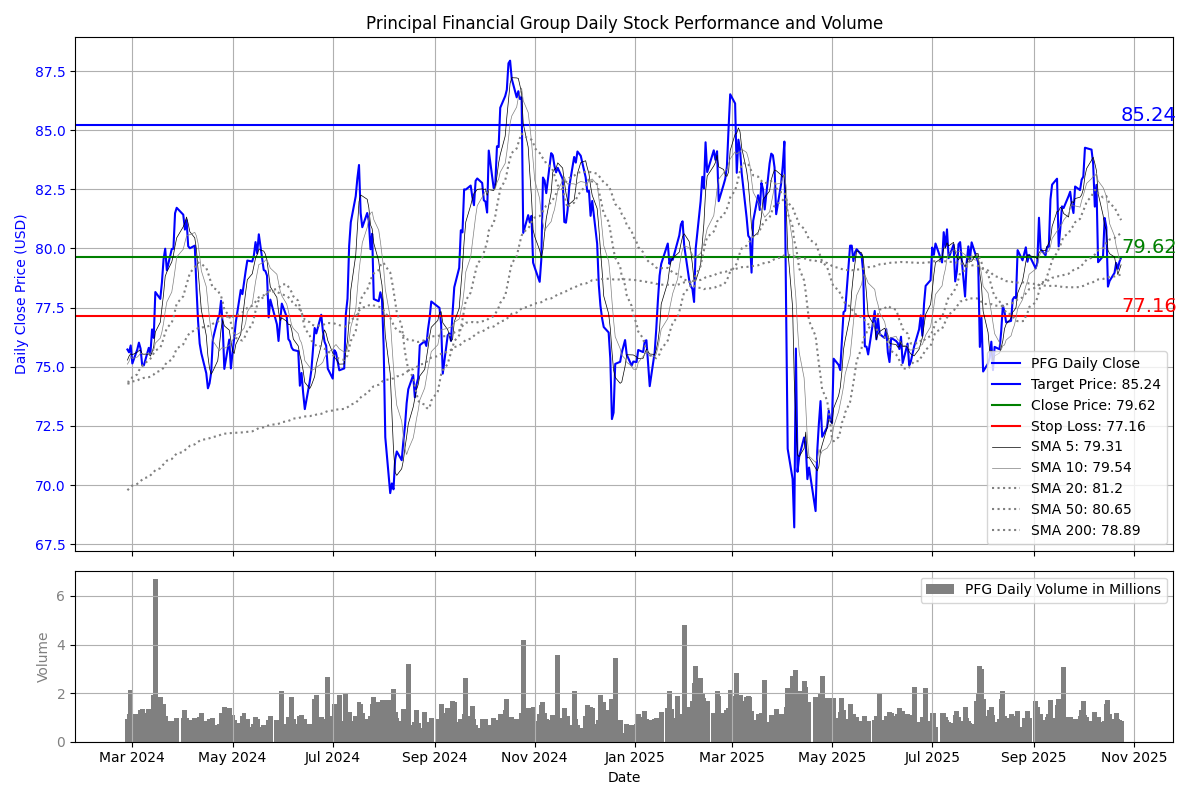 Principal Financial Group Daily Stock Performance and Volume
Daily Close Price (USD)
87.5
85.0
82.5
80.0
77.5
75.0
72.5
70.0
67.5
85.24
79.62
77.16
PFG Daily Close
Target Price: 85.24
Close Price: 79.62
Stop Loss: 77.16
SMA 5: 79.31
SMA 10: 79.54
SMA 20: 81.2
SMA 50: 80.65
SMA 200: 78.89
Volume
6
4
2
0
PFG Daily Volume in Millions
Mar 2024 May 2024 Jul 2024 Sep 2024 Nov 2024 Jan 2025 Mar 2025 May 2025 Jul 2025 Sep 2025 Nov 2025
Date